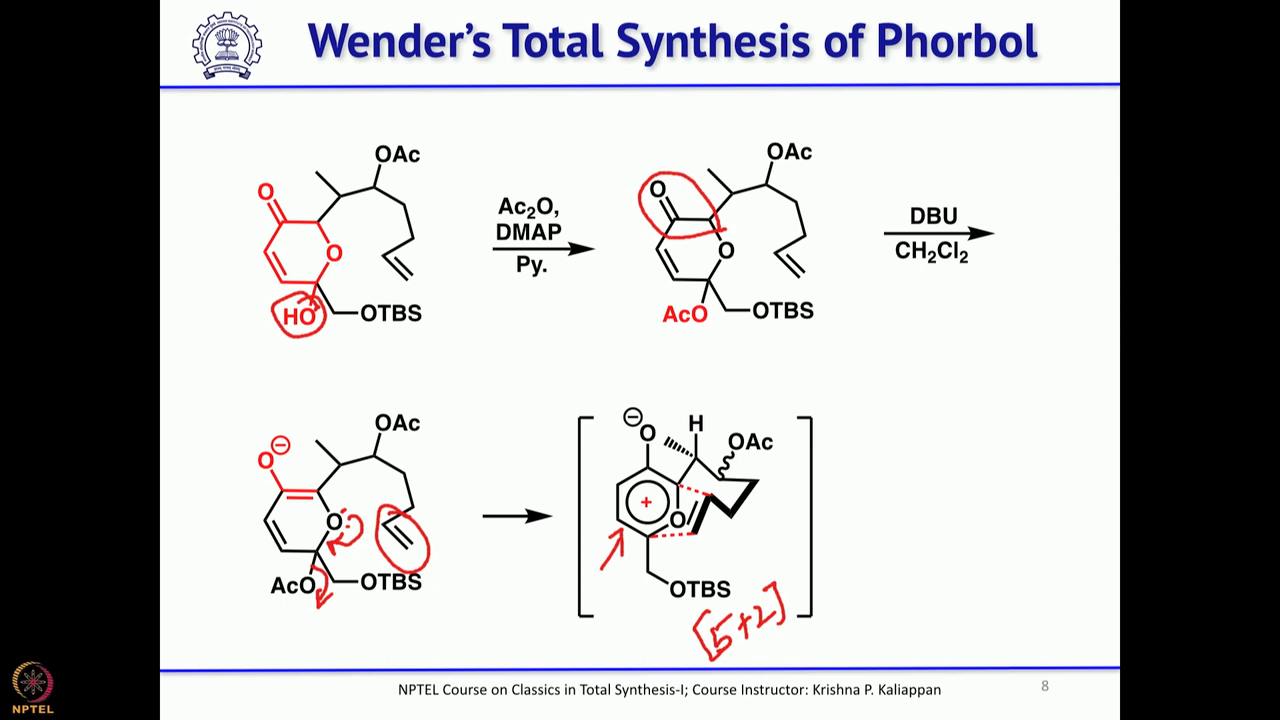 Wender's Total Synthesis of Phorbol
OAc
O
O
HO
OTBS
Ac2O,
DMAP
Py.
OAc
O
O
AcO
OTBS
DBU
CH2Cl2
OAc
O
O
AcO
OTBS
O
H
OAc
+
O
OTBS
[5+2]
NPTEL
NPTEL Course on Classics in Total Synthesis-I; Course Instructor: Krishna P. Kaliappan
8